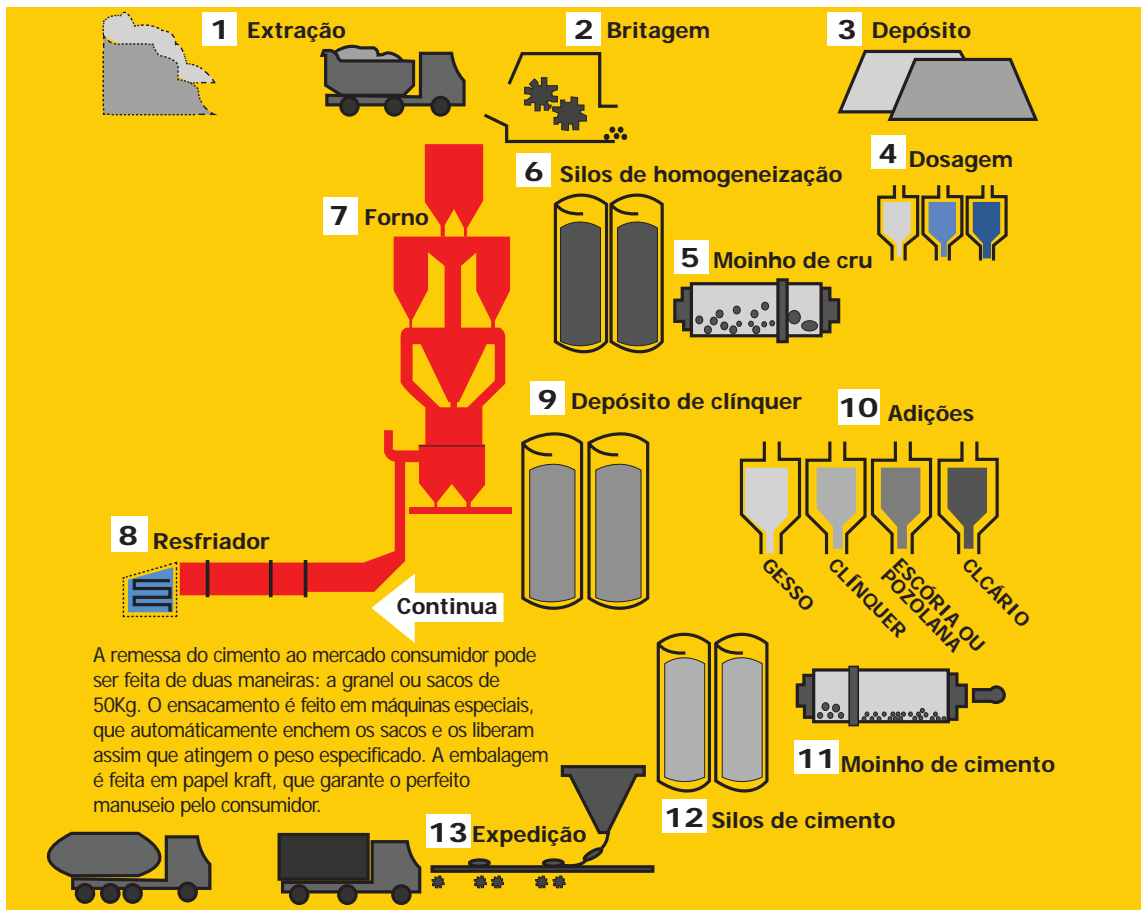 1 Extração
2 Britagem
3 Depósito
4 Dosagem
6 Silos de homogeneização
7 Forno
5 Moinho de cru
9 Depósito de clínquer
10 Adições
GESSO
CLÍNQUER
ESCÓRIA OU
POZOLANA
CLCÁRIO
8 Resfriador
Continua
A remessa do cimento ao mercado consumidor pode
ser feita de duas maneiras: a granel ou sacos de
50Kg. O ensacamento é feito em máquinas especiais,
que automáticamente enchem os sacos e os liberam
assim que atingem o peso especificado. A embalagem
é feita em papel kraft, que garante o perfeito
manuseio pelo consumidor.
11 Moinho de cimento
12 Silos de cimento
13 Expedição